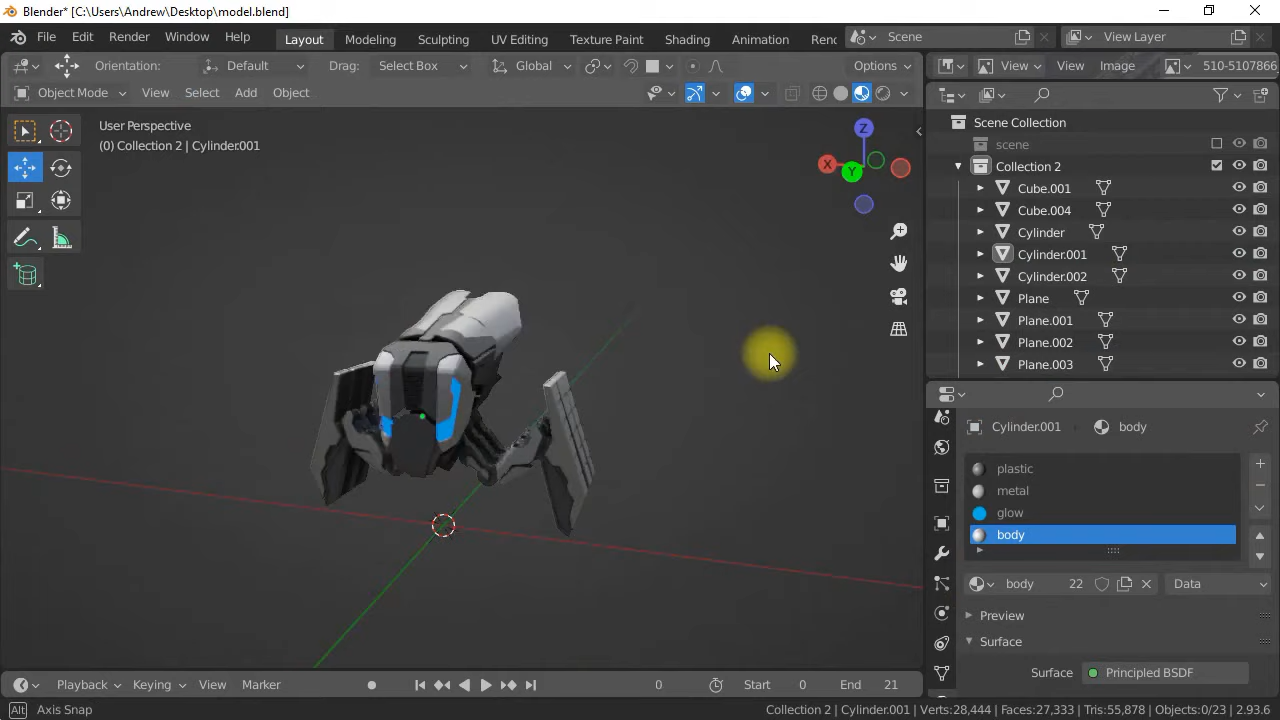 Blender* [C:\Users\Andrew\Desktop\model.blend]
File Edit Render Window Help Layout Modeling Sculpting UV Editing Texture Paint Shading Animation Ren Scene View Layer
Orientation: Default Drag: Select Box Global Options View View Image 510-5107866
Object Mode View Select Add Object
User Perspective
(0) Collection 2 | Cylinder.001
Z
X
Y
Scene Collection
scene
Collection 2
Cube.001
Cube.004
Cylinder
Cylinder.001
Cylinder.002
Plane
Plane.001
Plane.002
Plane.003
Cylinder.001 body
plastic
metal
glow
body
body 22 Data
Preview
Surface
Surface Principled BSDF
Playback Keying View Marker 0 Start 0 End 21
Alt Axis Snap Collection 2 | Cylinder.001 | Verts:28,444 | Faces:27,333 | Tris:55,878 | Objects:0/23 | 2.93.6